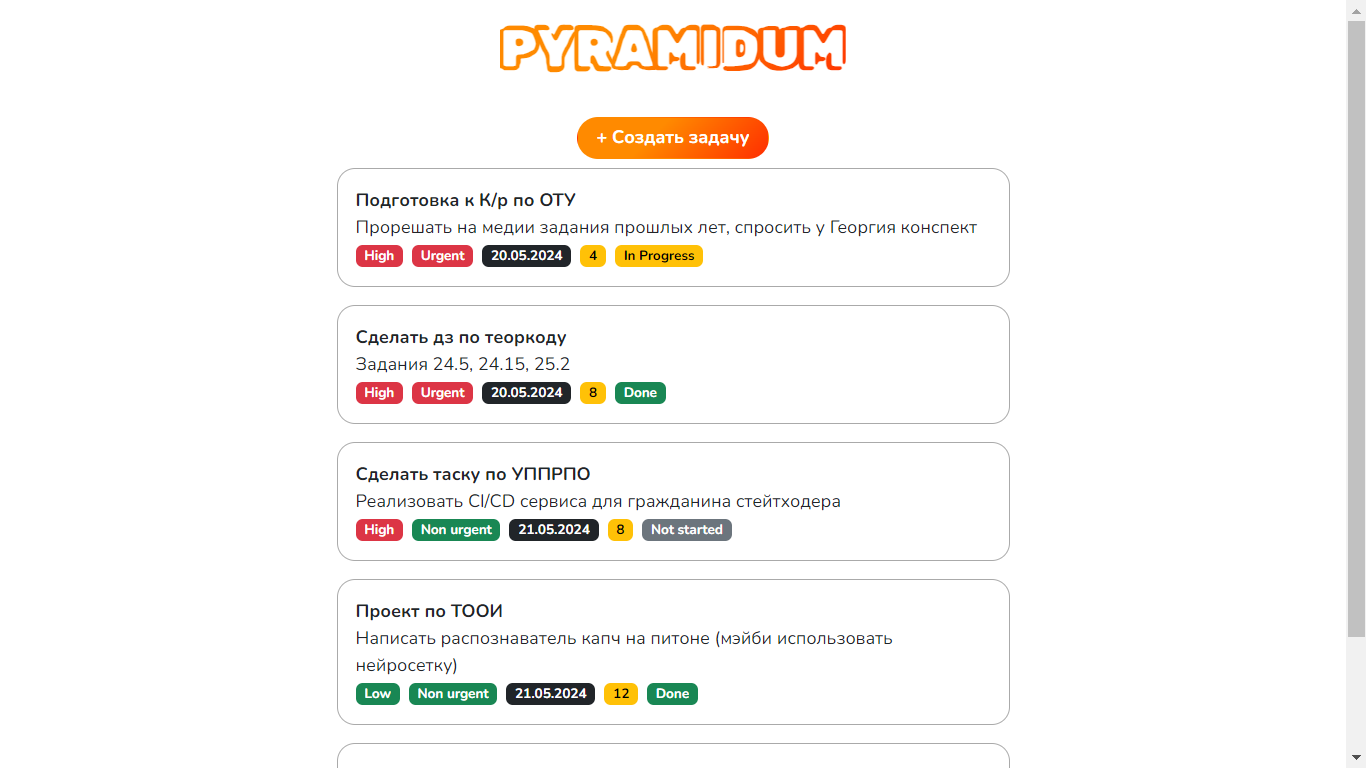 PYRAMIDUM
+ Создать задачу
Подготовка к К/р по ОТУ
Прорешать на медии задания прошлых лет, спросить у Георгия конспект
High Urgent 20.05.2024 4 In Progress
Сделать дз по теоркоду
Задания 24.5, 24.15, 25.2
High Urgent 20.05.2024 8 Done
Сделать таску по УППРПО
Реализовать CI/CD сервиса для гражданина стейтходера
High Non urgent 21.05.2024 8 Not started
Проект по ТООИ
Написать распознаватель капч на питоне (мэйби использовать
нейросетку)
Low Non urgent 21.05.2024 12 Done